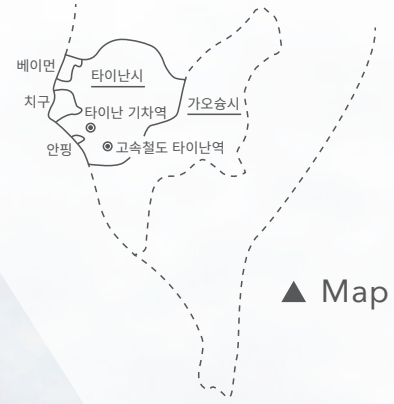 베이먼
타이난시
치구
타이난 기차역
가오슝시
안핑
고속철도 타이난역
▲ Map